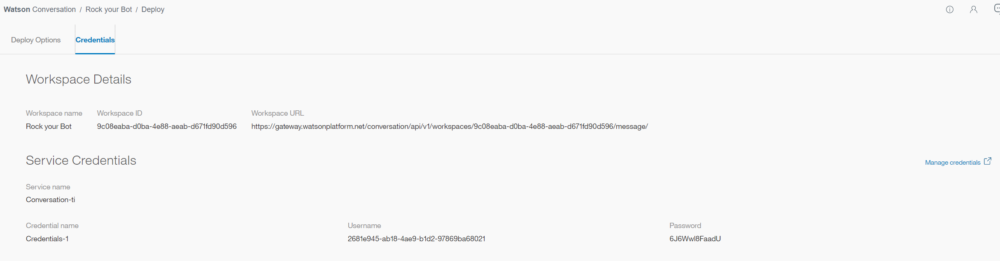 Watson Conversation / Rock your Bot / Deploy
Deploy Options Credentials
Workspace Details
Workspace name Workspace ID Workspace URL
Rock your Bot 9c08eaba-d0ba-4e88-aeab-d671fd90d596 https://gateway.watsonplatform.net/conversation/api/v1/workspaces/9c08eaba-d0ba-4e88-aeab-d671fd90d596/message/
Service Credentials Manage credentials
Service name
Conversation-ti
Credential name Username Password
Credentials-1 2681e945-ab18-4ae9-b1d2-97869ba68021 6J6Wwl8FaadU